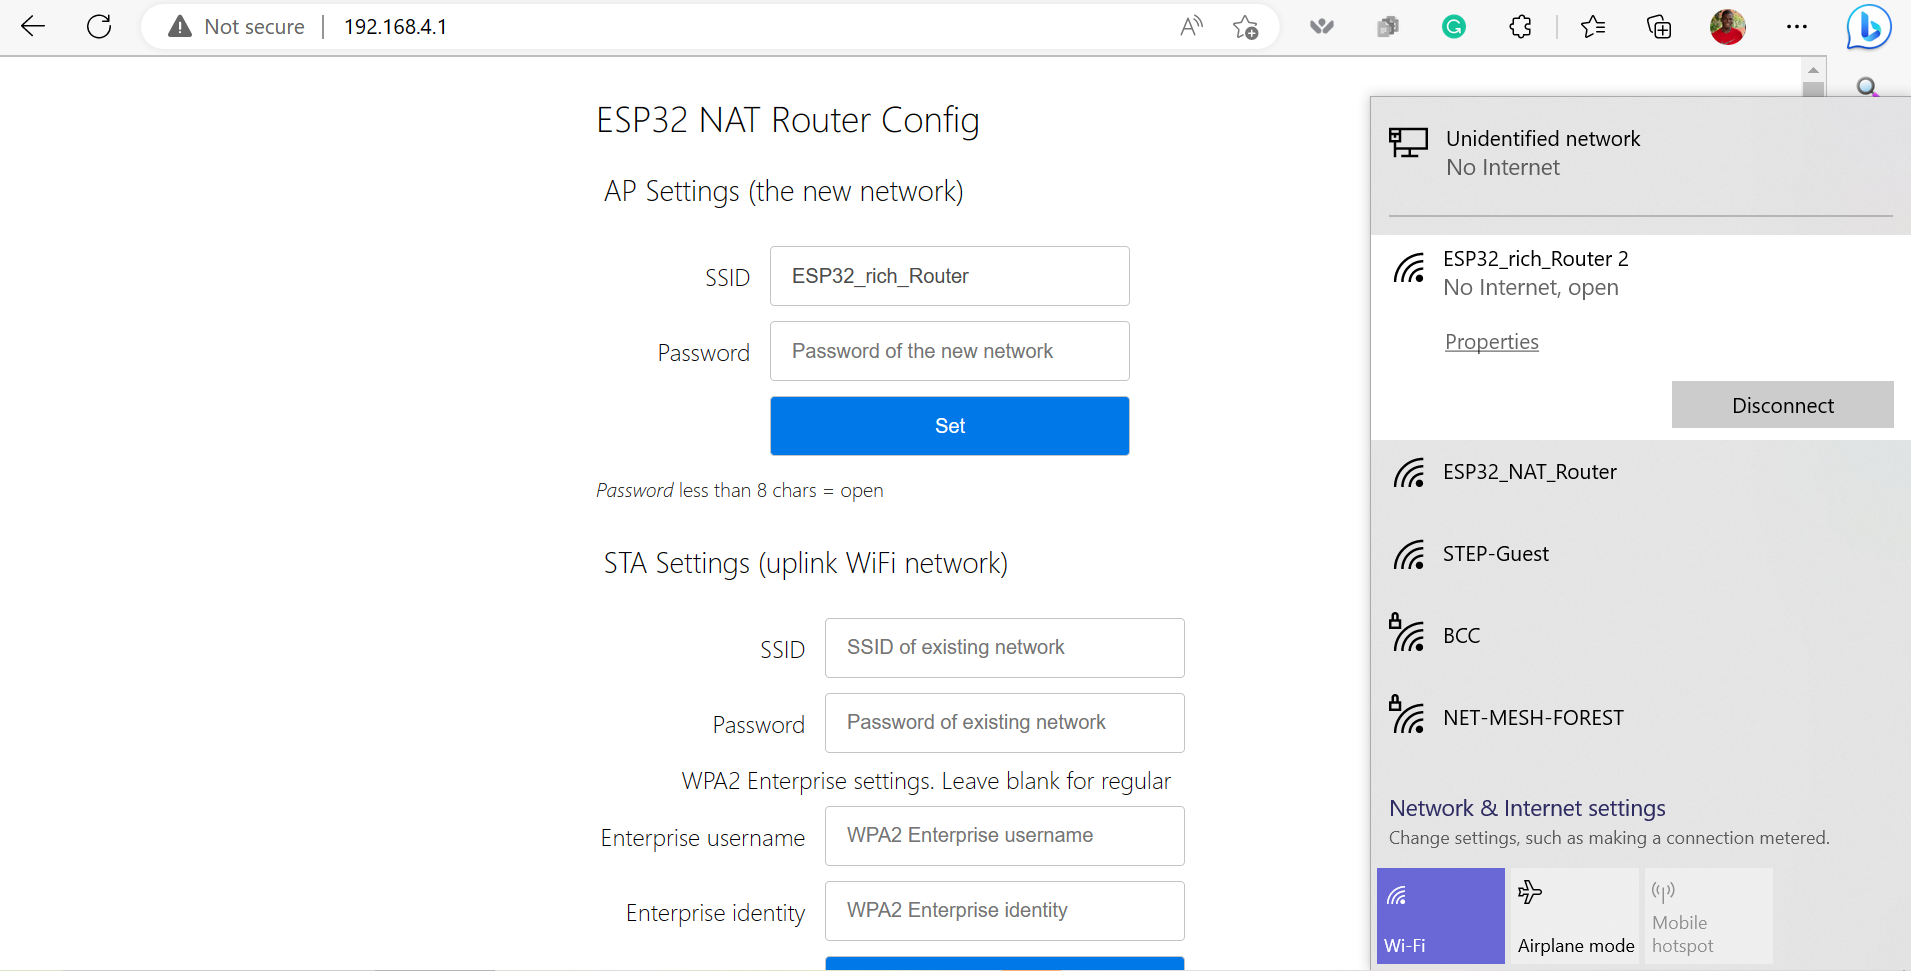 Not secure | 192.168.4.1
ESP32 NAT Router Config
AP Settings (the new network)
SSID
ESP32_rich_Router
Password
Password of the new network
Set
Password less than 8 chars = open
STA Settings (uplink WiFi network)
SSID
SSID of existing network
Password
Password of existing network
WPA2 Enterprise settings. Leave blank for regular
Enterprise username
WPA2 Enterprise username
Enterprise identity
WPA2 Enterprise identity
Unidentified network
No Internet
ESP32_rich_Router 2
No Internet, open
Properties
Disconnect
ESP32_NAT_Router
STEP-Guest
BCC
NET-MESH-FOREST
Network & Internet settings
Change settings, such as making a connection metered.
Wi-Fi
Airplane mode
Mobile
hotspot